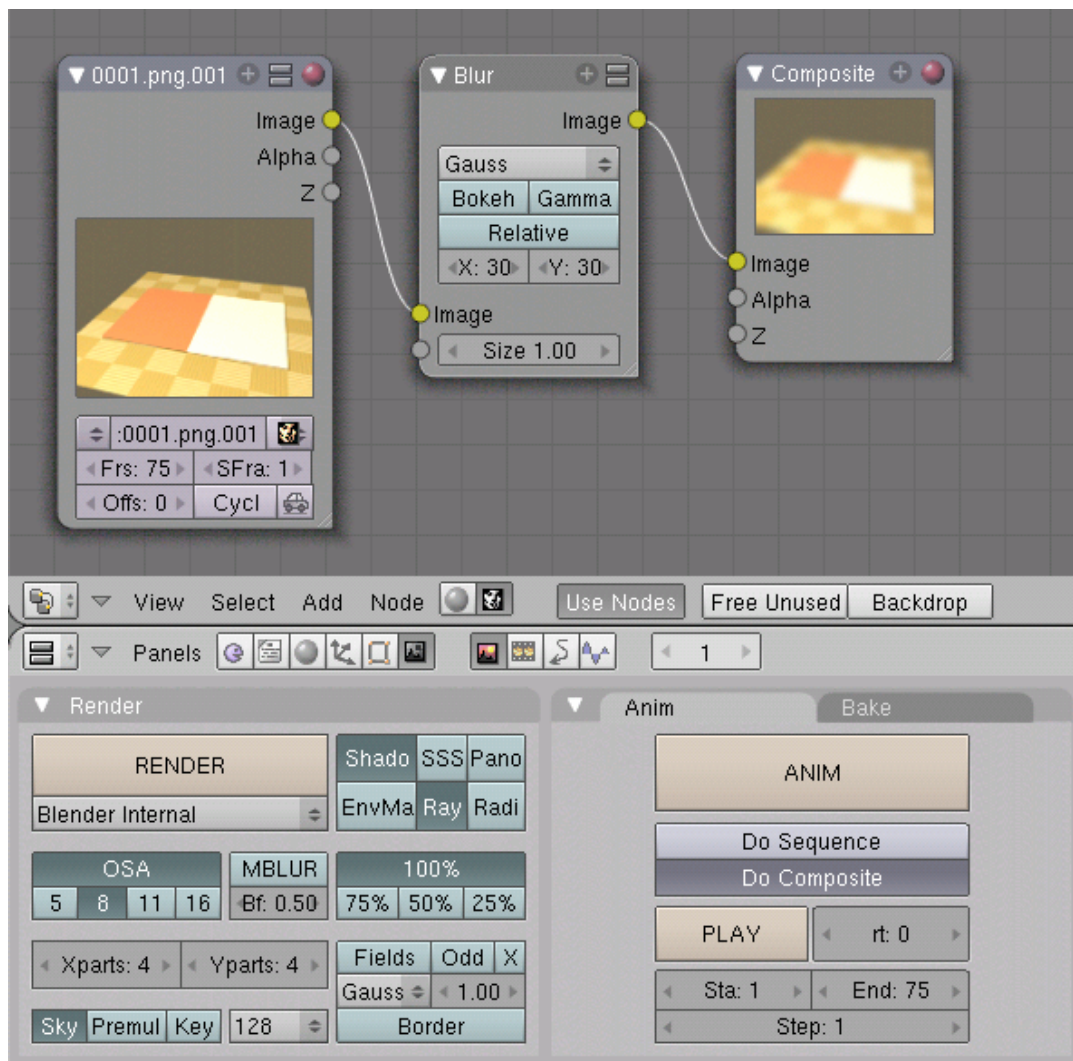 0001.png.001
Image
Alpha
Z
:0001.png.001
Frs: 75 SFra: 1
Offs: 0 Cycl
Blur
Image
Gauss
Bokeh Gamma
Relative
X: 30 Y: 30
Image
Size 1.00
Composite
Image
Alpha
Z
View Select Add Node Use Nodes Free Unused Backdrop
Panels 1
Render
RENDER
Blender Internal
Shado SSS Pano
EnvMa Ray Radi
OSA MBLUR 100%
5 8 11 16 Bf: 0.50 75% 50% 25%
Xparts: 4 Yparts: 4 Fields Odd X
Gauss 1.00
Sky Premul Key 128 Border
Anim Bake
ANIM
Do Sequence
Do Composite
PLAY rt: 0
Sta: 1 End: 75
Step: 1